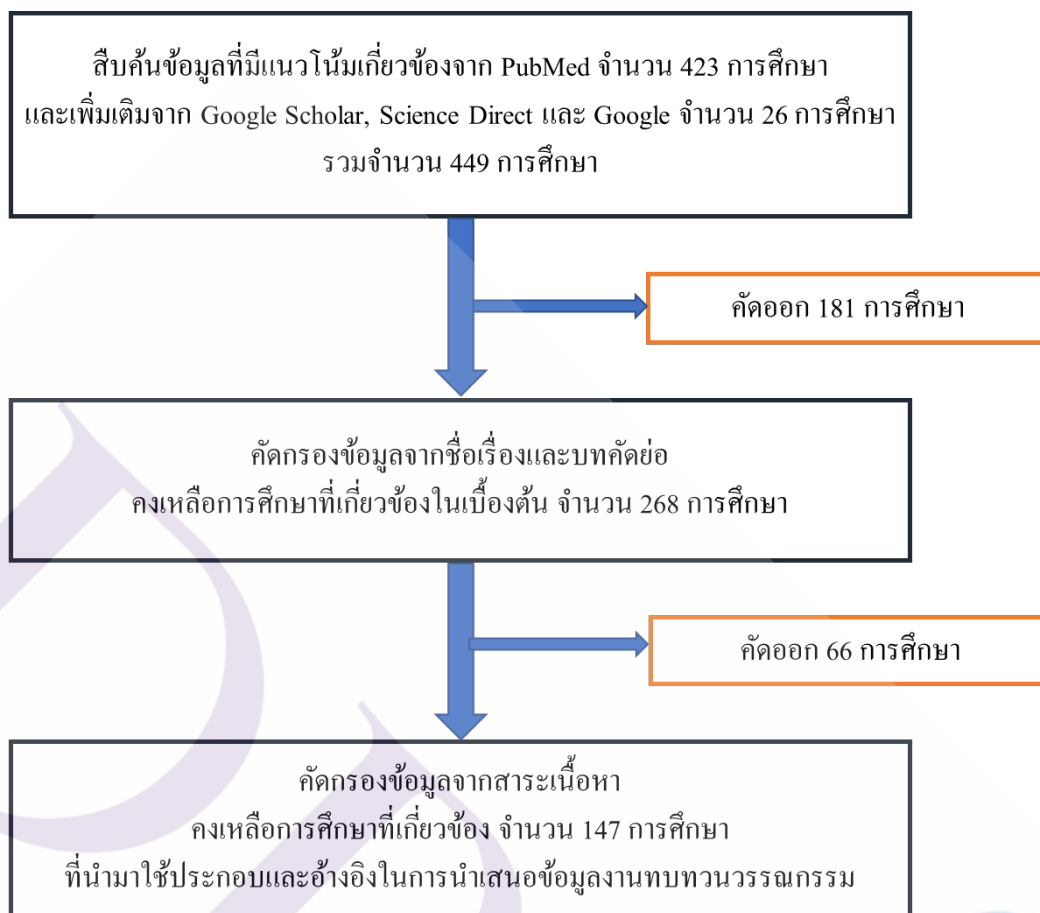 สืบค้นข้อมูลที่มีแนวโน้มเกี่ยวข้องจาก PubMed จำนวน 423 การศึกษา
และเพิ่มเติมจาก Google Scholar, Science Direct และ Google จำนวน 26 การศึกษา
รวมจำนวน 449 การศึกษา
คัดออก 181 การศึกษา
คัดกรองข้อมูลจากชื่อเรื่องและบทคัดย่อ
คงเหลือการศึกษาที่เกี่ยวข้องในเบื้องต้น จำนวน 268 การศึกษา
คัดออก 66 การศึกษา
คัดกรองข้อมูลจากสาระเนื้อหา
คงเหลือการศึกษาที่เกี่ยวข้อง จำนวน 147 การศึกษา
ที่นำมาใช้ประกอบและอ้างอิงในการนำเสนอข้อมูลงานทบทวนวรรณกรรม